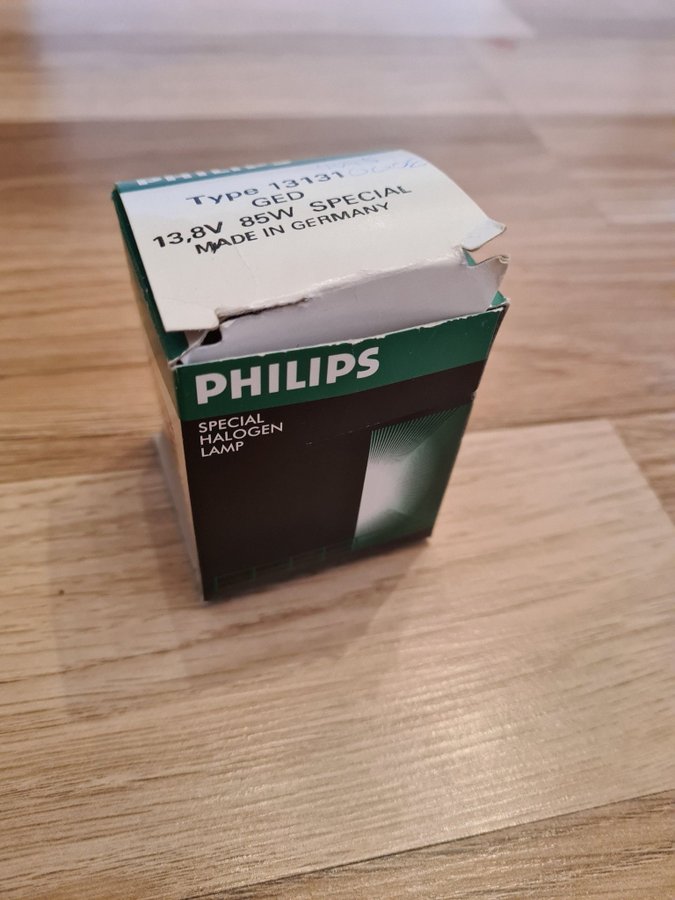 PHILIPS
Type 13131
GED
13,8V 85W SPECIAL
MADE IN GERMANY
PHILIPS
SPECIAL
HALOGEN
LAMP